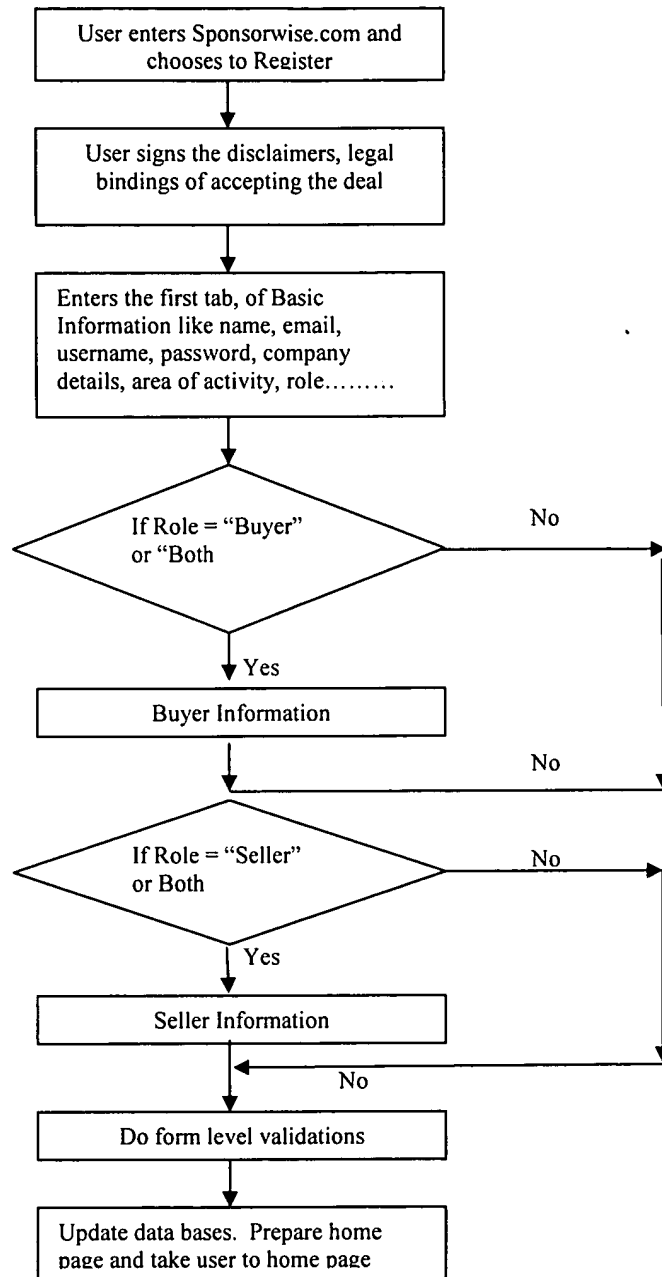 User enters Sponsorwise.com and
chooses to Register
User signs the disclaimers, legal
bindings of accepting the deal
Enters the first tab, of Basic
Information like name, email,
username, password, company
details, area of activity, role………
If Role = “Buyer”
or “Both
No
Yes
Buyer Information
No
If Role = “Seller”
or Both
No
Yes
Seller Information
No
Do form level validations
Update data bases. Prepare home
page and take user to home page